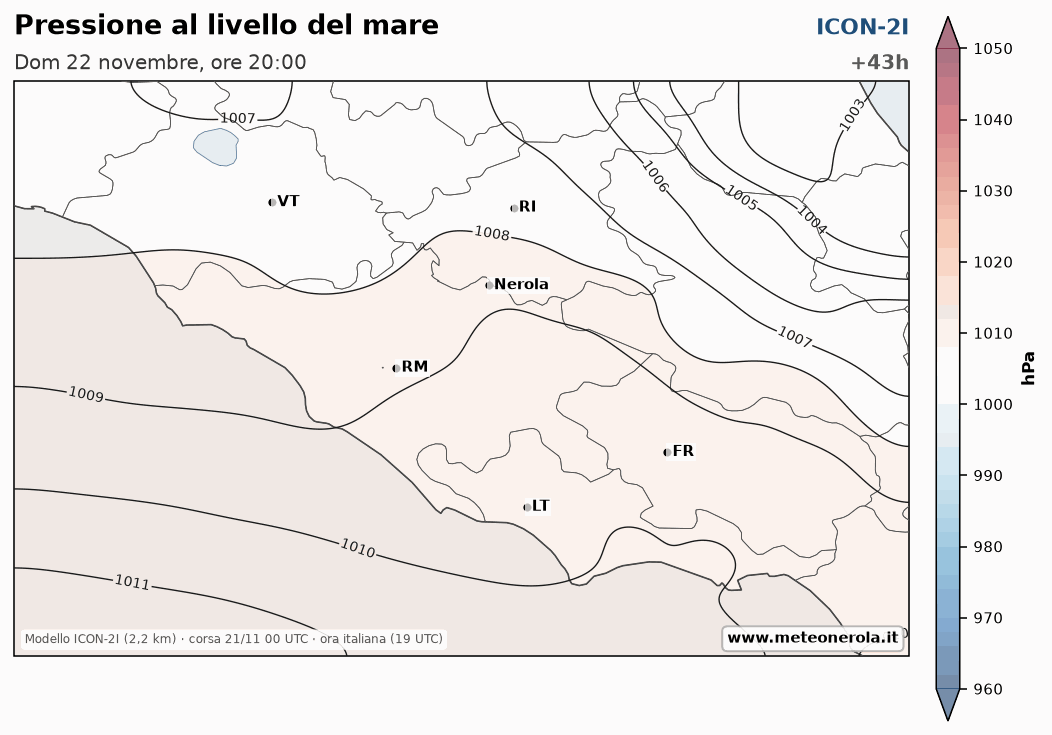 Pressione al livello del mare
ICON-2I
Dom 22 novembre, ore 20:00
+43h
1007
1003
1006
1005
1004
VT
RI
1008
Nerola
1007
RM
1009
FR
LT
1010
1011
Modello ICON-2I (2,2 km) · corsa 21/11 00 UTC · ora italiana (19 UTC)
www.meteonerola.it
1050
1040
1030
1020
1010
1000
990
980
970
960
hPa